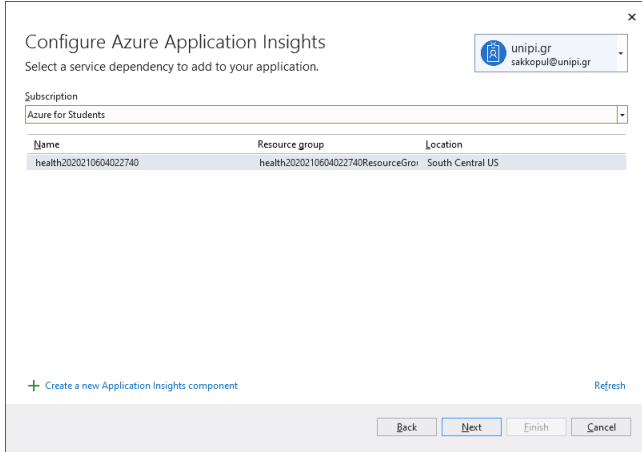 Configure Azure Application Insights
Select a service dependency to add to your application.
unipi.gr
sakkopul@unipi.gr
Subscription
Azure for Students
Name Resource group Location
health2020210604022740 health2020210604022740ResourceGrou South Central US
Create a new Application Insights component Refresh
Back Next Finish Cancel